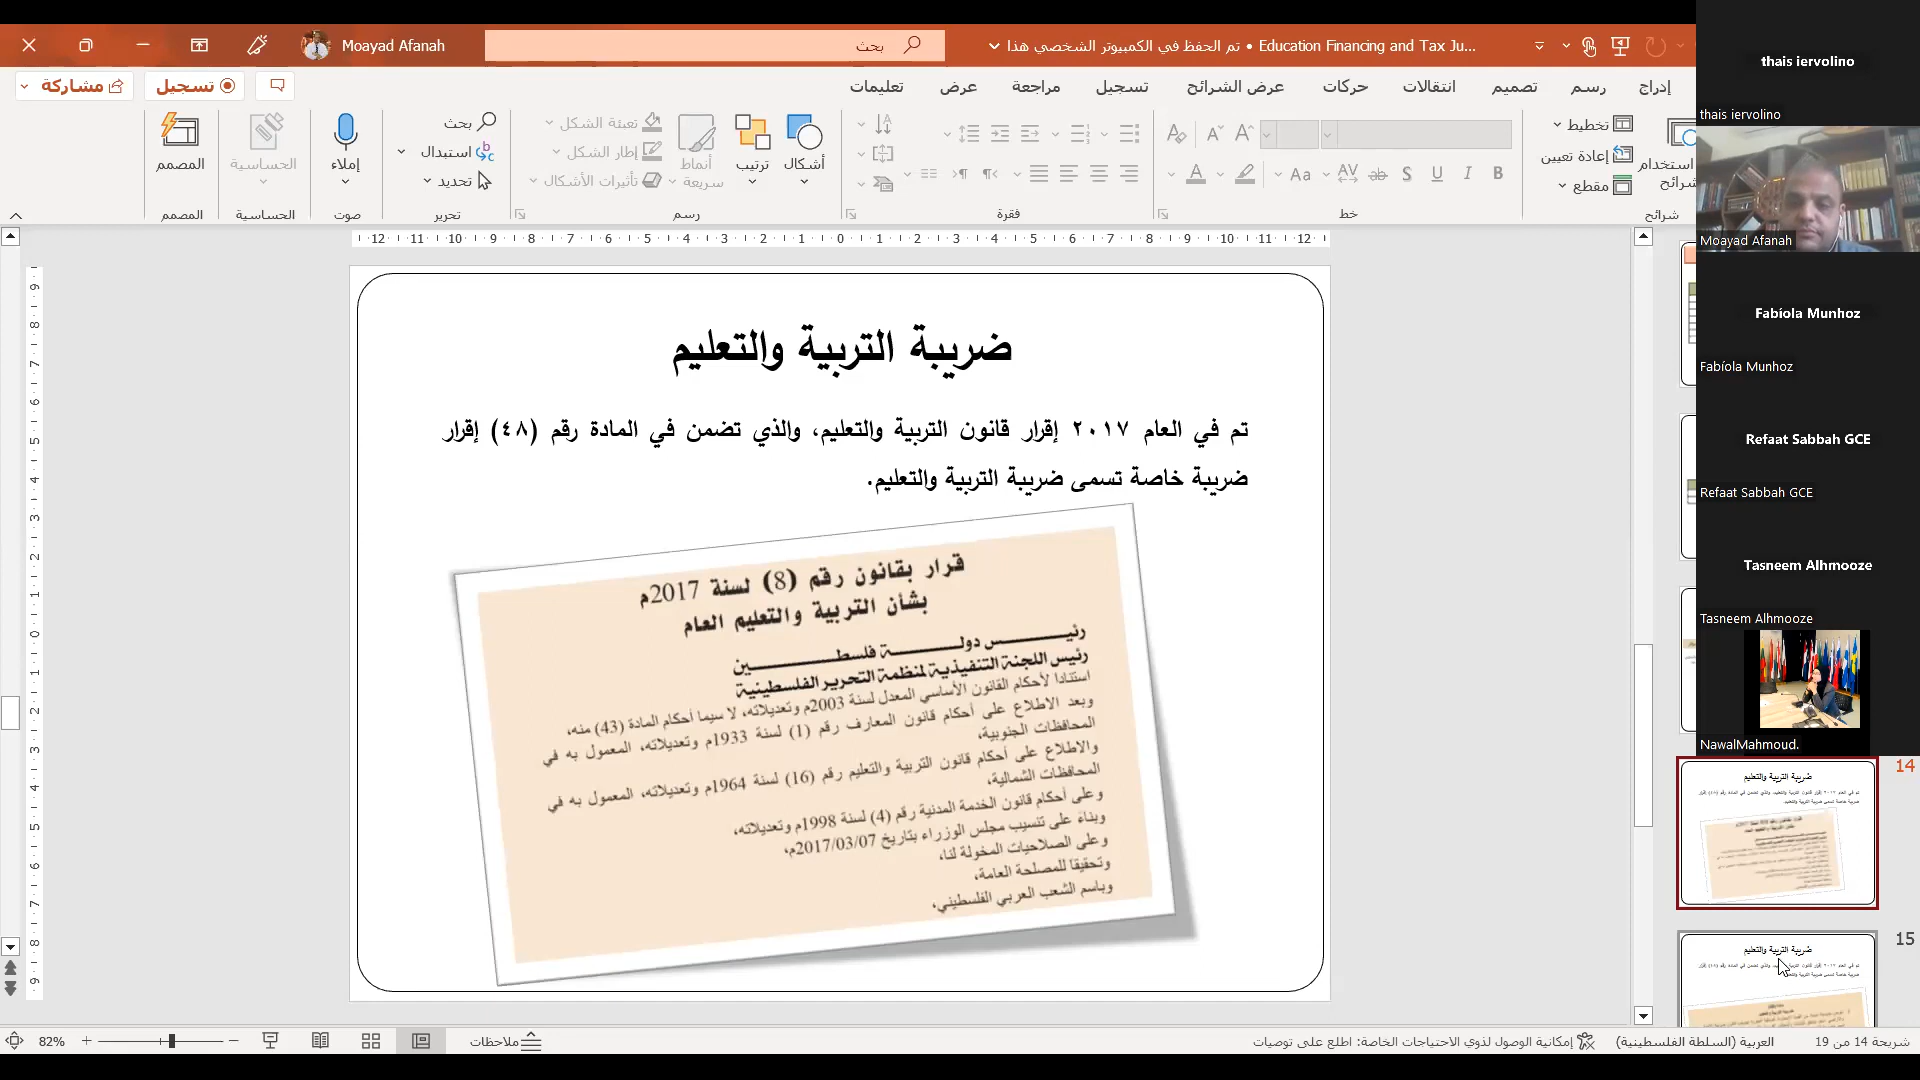 Moayad Afanah
بحث
Education Financing and Tax Ju... • تم الحفظ في الكمبيوتر الشخصي هذا
إدراج
رسم
تصميم
انتقالات
حركات
عرض الشرائح
تسجيل
مراجعة
عرض
تعليمات
تسجيل
مشاركة
تخطيط
إعادة تعيين
مقطع
استخدام
شرائح
شرائح
خط
فقرة
أشكال
ترتيب
أنماط
سريعة
تعبئة الشكل
إطار الشكل
تأثيرات الأشكال
رسم
بحث
استبدال
تحديد
تحرير
إملاء
صوت
الحساسية
الحساسية
المصمم
المصمم
ضريبة التربية والتعليم
تم في العام ٢٠١٧ إقرار قانون التربية والتعليم، والذي تضمن في المادة رقم (٤٨) إقرار
ضريبة خاصة تسمى ضريبة التربية والتعليم.
قرار بقانون رقم (8) لسنة 2017م
بشأن التربية والتعليم العام
رئيـــــس دولـــــة فلسطـــــين
رئيس اللجنة التنفيذية لمنظمة التحرير الفلسطينية
استنادا لأحكام القانون الأساسي المعدل لسنة 2003م وتعديلاته، لا سيما أحكام المادة (43) منه،
وبعد الاطلاع على أحكام قانون المعارف رقم (1) لسنة 1933م وتعديلاته، المعمول به في
المحافظات الجنوبية،
والاطلاع على أحكام قانون التربية والتعليم رقم (16) لسنة 1964م وتعديلاته، المعمول به في
المحافظات الشمالية،
وعلى أحكام قانون الخدمة المدنية رقم (4) لسنة 1998م وتعديلاته،
وبناء على تنسيب مجلس الوزراء بتاريخ 2017/03/07م،
وعلى الصلاحيات المخولة لنا،
وتحقيقا للمصلحة العامة،
وباسم الشعب العربي الفلسطيني،
thais iervolino
thais iervolino
Moayad Afanah
Fabíola Munhoz
Fabíola Munhoz
Refaat Sabbah GCE
Refaat Sabbah GCE
Tasneem Alhmooze
Tasneem Alhmooze
NawalMahmoud.
14
ضريبة التربية والتعليم
15
ضريبة التربية والتعليم
شريحة 14 من 19
العربية (السلطة الفلسطينية)
إمكانية الوصول لذوي الاحتياجات الخاصة: اطلع على توصيات
ملاحظات
82%